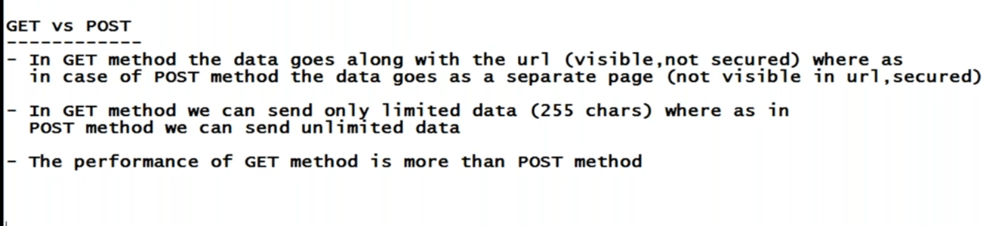 GET vs POST
------------
- In GET method the data goes along with the url (visible,not secured) where as
in case of POST method the data goes as a separate page (not visible in url,secured)
- In GET method we can send only limited data (255 chars) where as in
POST method we can send unlimited data
- The performance of GET method is more than POST method